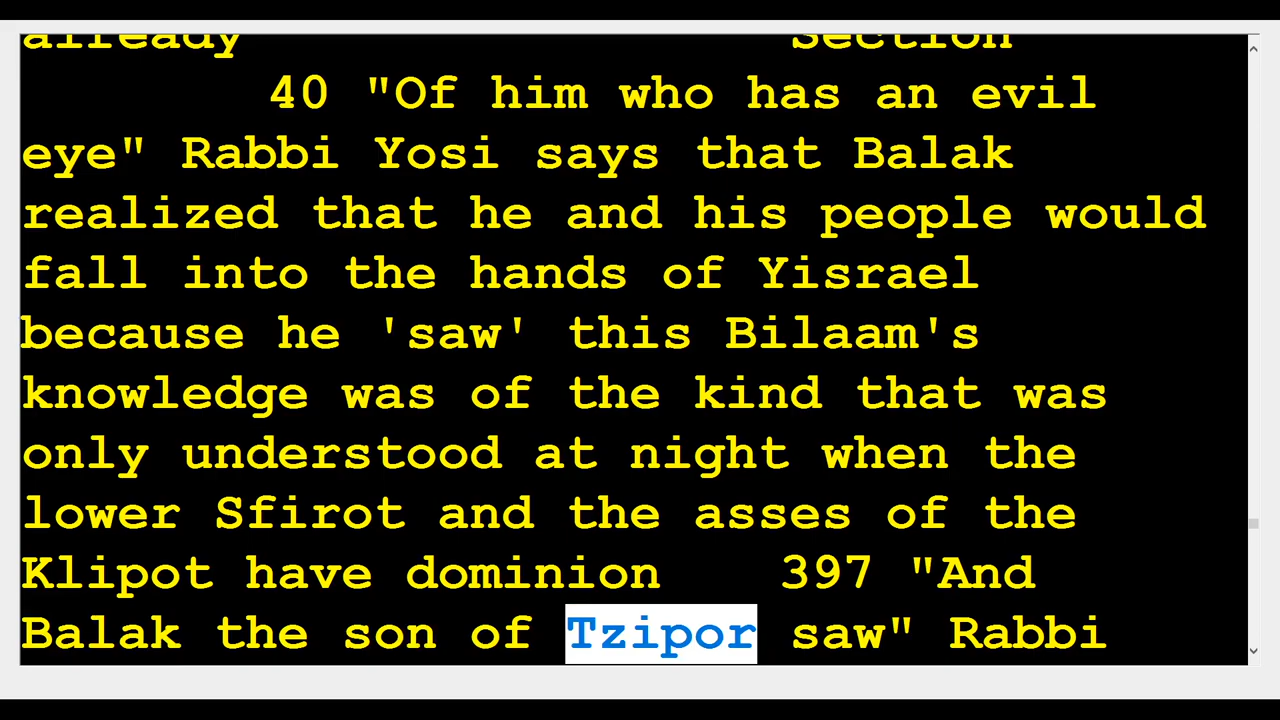 already Section
40 "Of him who has an evil
eye" Rabbi Yosi says that Balak
realized that he and his people would
fall into the hands of Yisrael
because he 'saw' this Bilaam's
knowledge was of the kind that was
only understood at night when the
lower Sfirot and the asses of the
Klipot have dominion 397 "And
Balak the son of Tzipor saw" Rabbi